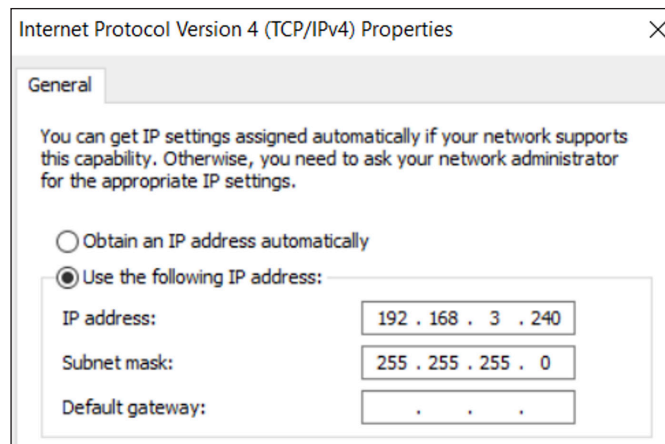 Internet Protocol Version 4 (TCP/IPv4) Properties
General
You can get IP settings assigned automatically if your network supports
this capability. Otherwise, you need to ask your network administrator
for the appropriate IP settings.
Obtain an IP address automatically
Use the following IP address:
IP address: 192 . 168 . 3 . 240
Subnet mask: 255 . 255 . 255 . 0
Default gateway: . . .